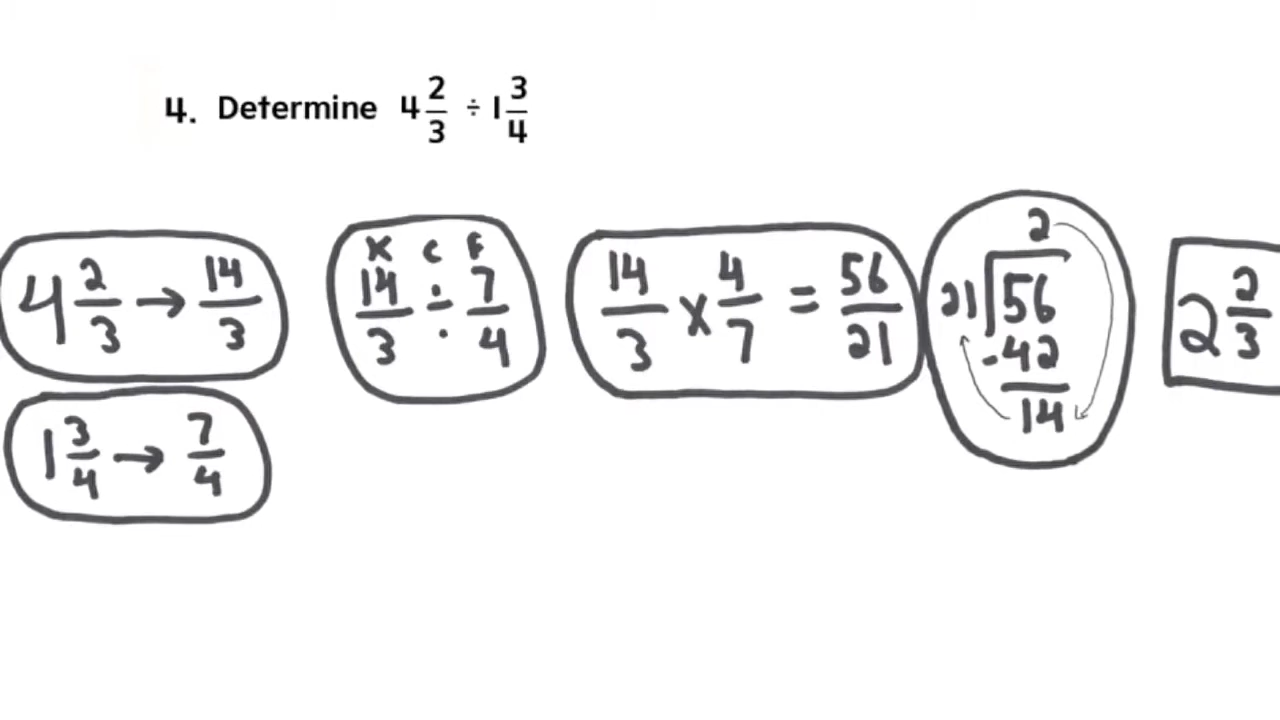 4. Determine 4 2/3 ÷ 1 3/4
4 2/3 → 14/3
1 3/4 → 7/4
K C F
14/3 ÷ 7/4
14/3 x 4/7 = 56/21
2
21)56
-42
14
2 2/3